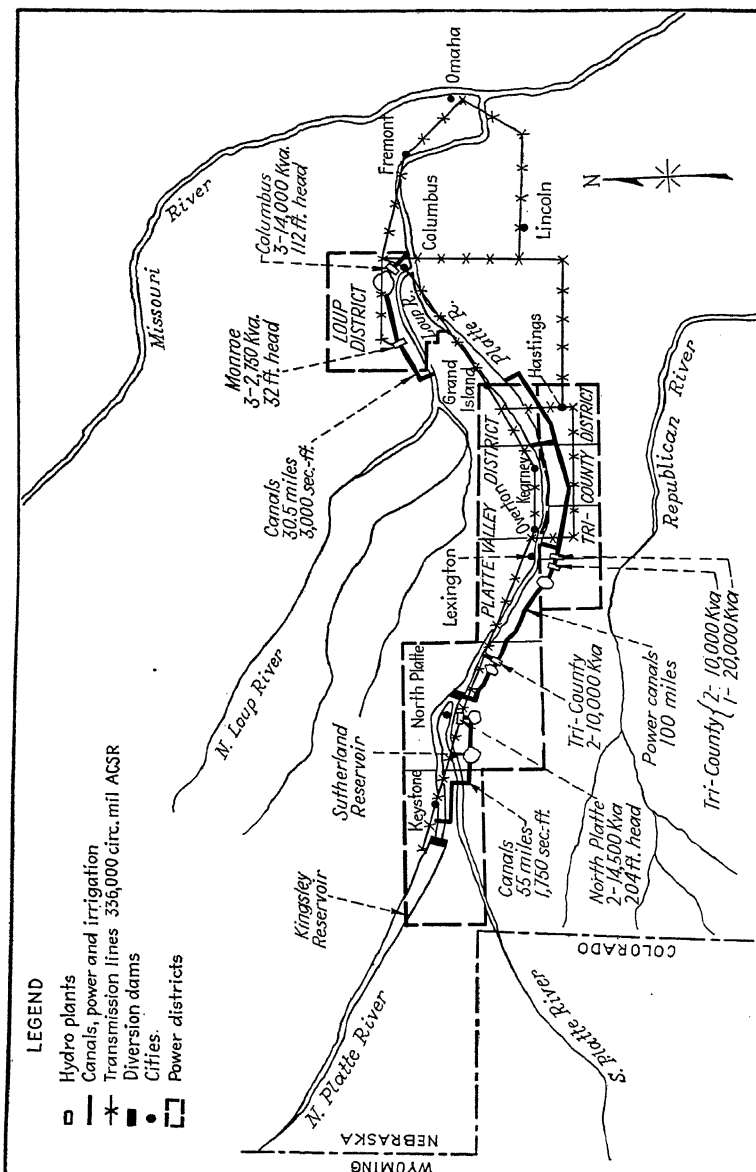 LEGEND
Hydro plants
Canals, power and irrigation
Transmission lines 336,000 circ. mil ACSR
Diversion dams
Cities.
Power districts
Missouri
River
Omaha
Fremont
Columbus
3-14,000 Kva.
112 ft. head
Columbus
Lincoln
N
LOUP
DISTRICT
Monroe
3-2,750 Kva.
32 ft. head
Loup R.
Platte R.
Grand
Island
Hastings
Canals
30.5 miles
3,000 sec-ft.
Kearney
Overton
Lexington
PLATTE VALLEY DISTRICT
TRI-COUNTY DISTRICT
Republican River
N. Loup River
North Platte
Sutherland
Reservoir
Keystone
Kingsley
Reservoir
Tri-County
2-10,000 Kva
Power canals
100 miles
Tri-County { 2- 10,000 Kva
1- 20,000 Kva
Canals
55 miles
1,750 sec-ft.
North Platte
2-14,500 Kva
204 ft. head
N. Platte River
S. Platte River
COLORADO
NEBRASKA
WYOMING